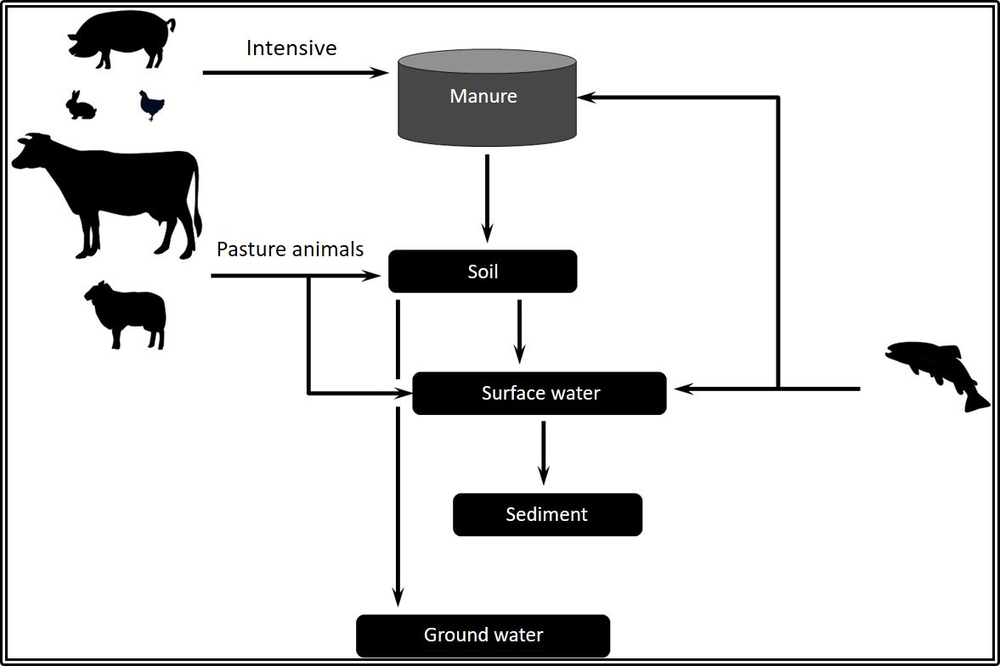 Intensive
Manure
Pasture animals
Soil
Surface water
Sediment
Ground water